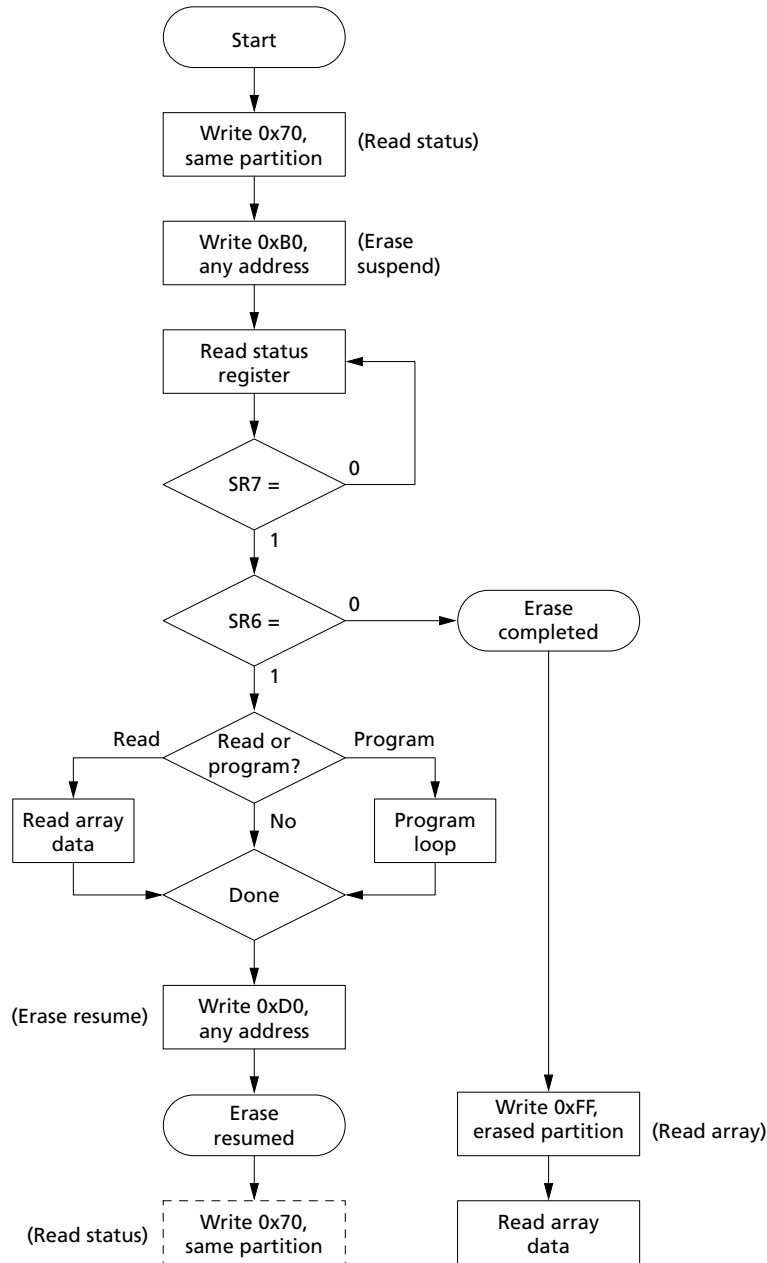 Start
Write 0x70,
same partition
(Read status)
Write 0xB0,
any address
(Erase
suspend)
Read status
register
SR7 =
0
1
SR6 =
0
Erase
completed
1
Read
Read or
program?
Program
Read array
data
No
Program
loop
Done
(Erase resume)
Write 0xD0,
any address
Erase
resumed
Write 0xFF,
erased partition
(Read array)
(Read status)
Write 0x70,
same partition
Read array
data